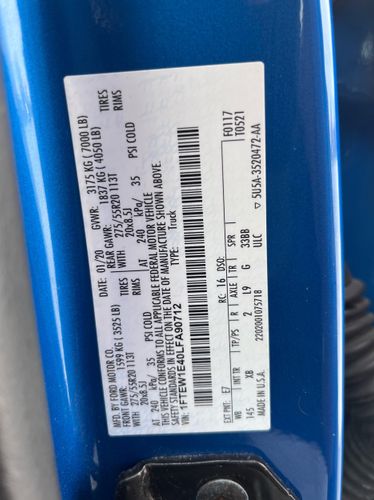 MFD. BY FORD MOTOR CO.
01/20 GVWR: 3175 KG ( 7000 LB)
FRONT GAWR: 1599 KG (3525 LB) REAR GAWR: 1837 KG ( 4050 LB)
275/55R20 113T TIRES 275/55R20 113T TIRES
WITH 20x8.5J RIMS WITH 20x8.5J RIMS
AT 240 kPa/ 35 PSI COLD AT 240 kPa/ 35 PSI COLD
THIS VEHICLE CONFORMS TO ALL APPLICABLE FEDERAL MOTOR VEHICLE
SAFETY STANDARDS IN EFFECT ON THE DATE OF MANUFACTURE SHOWN ABOVE.
VIN: 1FTEW1E40LFA90712
TYPE: Truck
F0117
T0521
EXT PNT: E7 RC: 16 DSO:
WB INT TR TP/PS R AXLE TR SPR
145 XB 2 L9 G 33BB
MADE IN U.S.A. 2202001075718 ULC 5U5A-3520472-AA